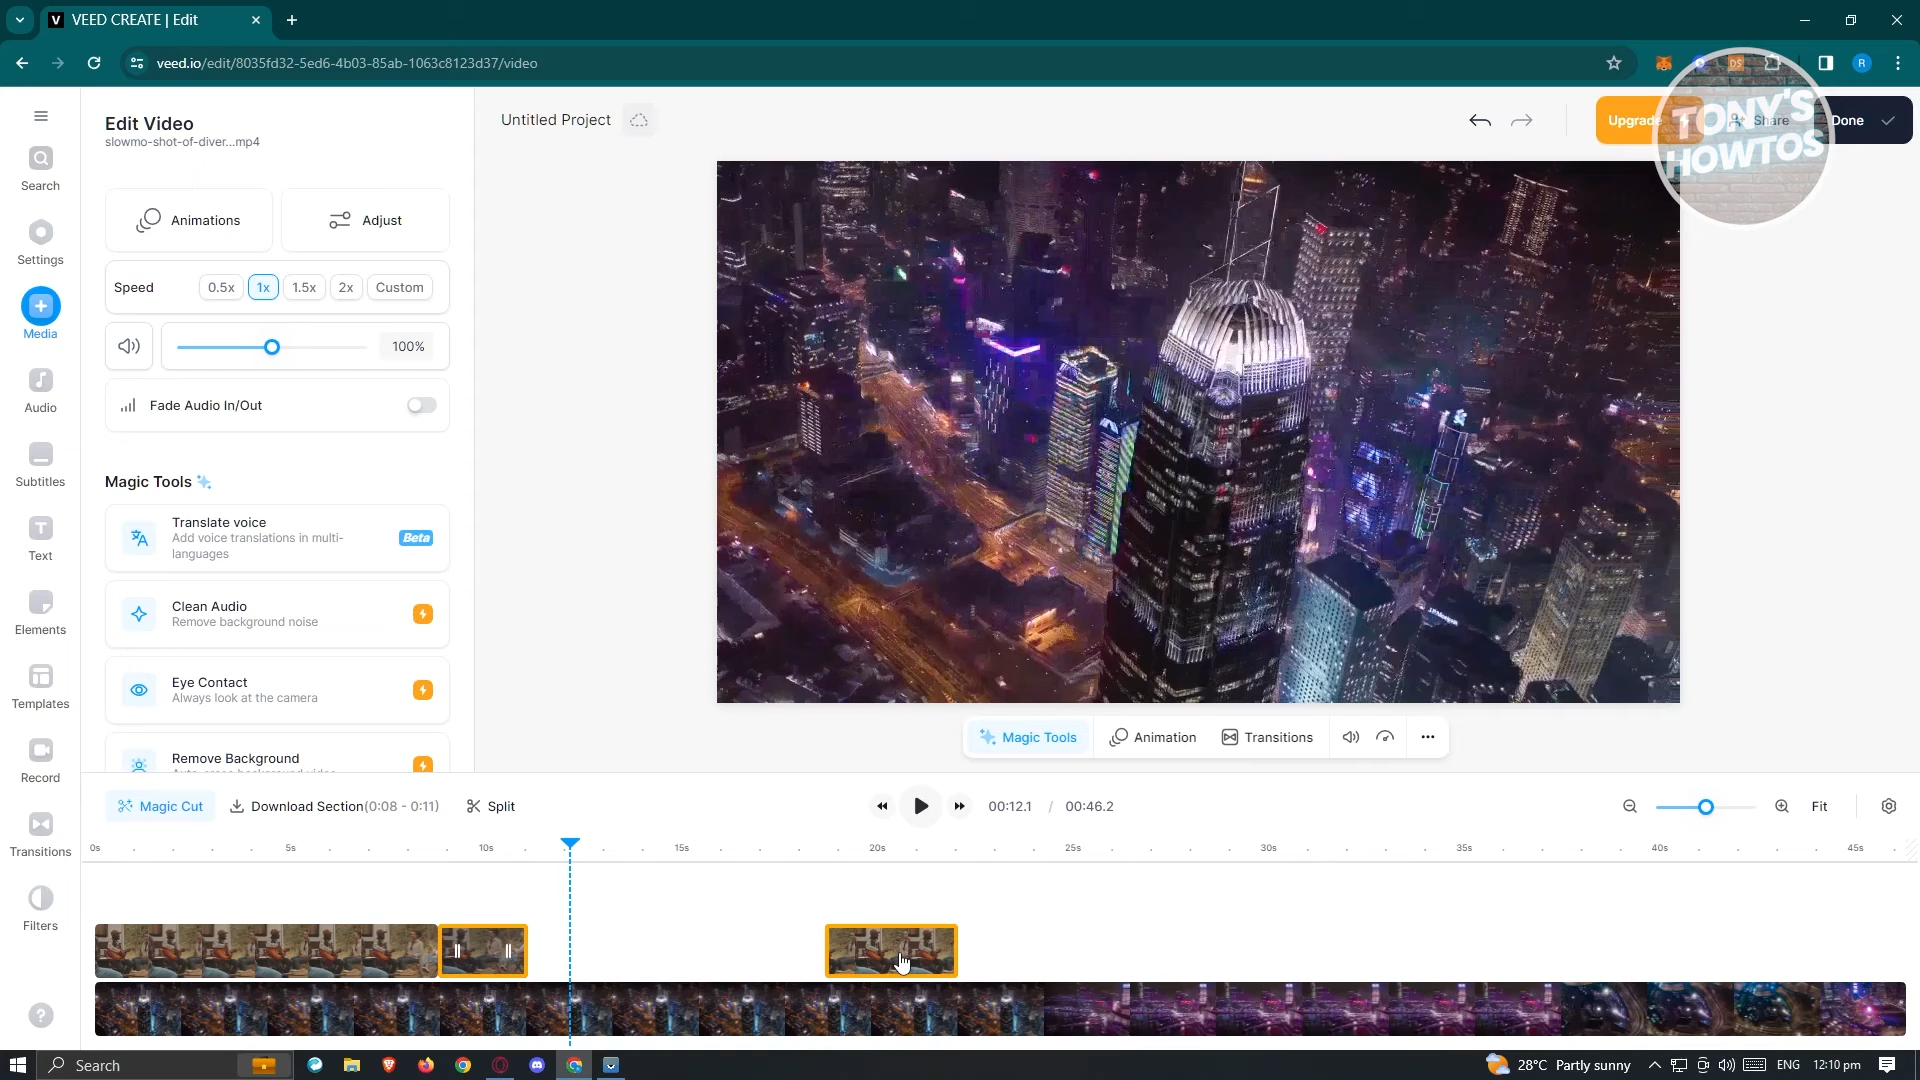 VEED CREATE | Edit
veed.io/edit/8035fd32-5ed6-4b03-85ab-1063c8123d37/video
R
Edit Video
slowmo-shot-of-diver...mp4
Untitled Project
Upgrade
Share
Done
TONY'S
HOWTOS
Search
Settings
Media
Audio
Subtitles
Text
Elements
Templates
Record
Transitions
Filters
Animations
Adjust
Speed
0.5x
1x
1.5x
2x
Custom
100%
Fade Audio In/Out
Magic Tools
Translate voice
Add voice translations in multi-
languages
Beta
Clean Audio
Remove background noise
Eye Contact
Always look at the camera
Remove Background
Magic Tools
Animation
Transitions
Magic Cut
Download Section(0:08 - 0:11)
Split
00:12.1 / 00:46.2
Fit
0s 5s 10s 15s 20s 25s 30s 35s 40s 45s
Search
28°C Partly sunny
ENG
12:10 pm